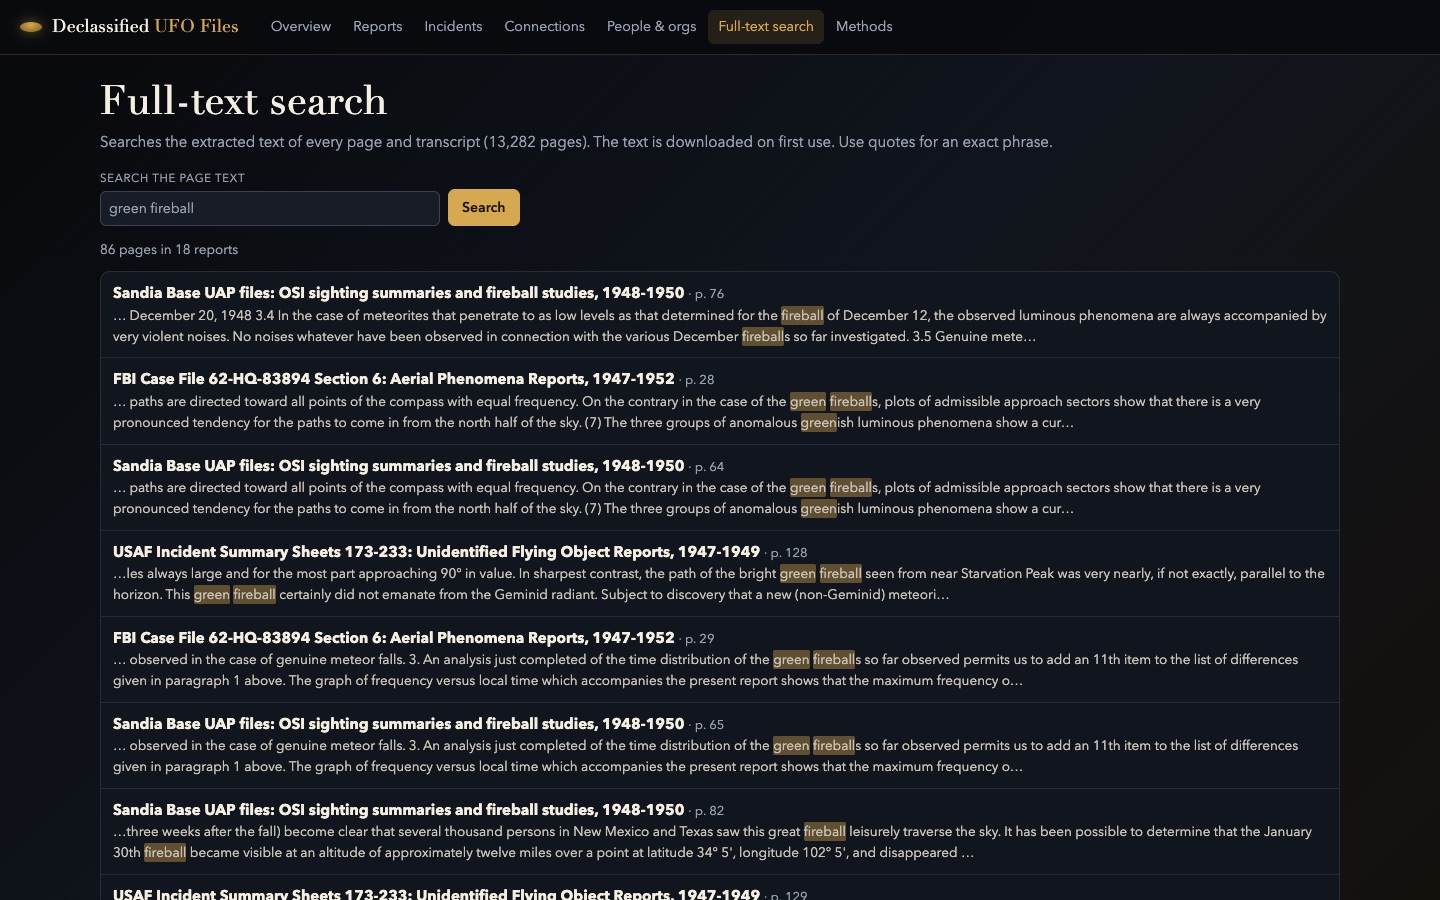 Declassified UFO Files
Overview
Reports
Incidents
Connections
People & orgs
Full-text search
Methods
Full-text search
Searches the extracted text of every page and transcript (13,282 pages). The text is downloaded on first use. Use quotes for an exact phrase.
SEARCH THE PAGE TEXT
green fireball
Search
86 pages in 18 reports
Sandia Base UAP files: OSI sighting summaries and fireball studies, 1948-1950 · p. 76
… December 20, 1948 3.4 In the case of meteorites that penetrate to as low levels as that determined for the fireball of December 12, the observed luminous phenomena are always accompanied by
very violent noises. No noises whatever have been observed in connection with the various December fireballs so far investigated. 3.5 Genuine mete…
FBI Case File 62-HQ-83894 Section 6: Aerial Phenomena Reports, 1947-1952 · p. 28
… paths are directed toward all points of the compass with equal frequency. On the contrary in the case of the green fireballs, plots of admissible approach sectors show that there is a very
pronounced tendency for the paths to come in from the north half of the sky. (7) The three groups of anomalous greenish luminous phenomena show a cur…
Sandia Base UAP files: OSI sighting summaries and fireball studies, 1948-1950 · p. 64
… paths are directed toward all points of the compass with equal frequency. On the contrary in the case of the green fireballs, plots of admissible approach sectors show that there is a very
pronounced tendency for the paths to come in from the north half of the sky. (7) The three groups of anomalous greenish luminous phenomena show a cur…
USAF Incident Summary Sheets 173-233: Unidentified Flying Object Reports, 1947-1949 · p. 128
…les always large and for the most part approaching 90° in value. In sharpest contrast, the path of the bright green fireball seen from near Starvation Peak was very nearly, if not exactly, parallel to the
horizon. This green fireball certainly did not emanate from the Geminid radiant. Subject to discovery that a new (non-Geminid) meteori…
FBI Case File 62-HQ-83894 Section 6: Aerial Phenomena Reports, 1947-1952 · p. 29
… observed in the case of genuine meteor falls. 3. An analysis just completed of the time distribution of the green fireballs so far observed permits us to add an 11th item to the list of differences
given in paragraph 1 above. The graph of frequency versus local time which accompanies the present report shows that the maximum frequency o…
Sandia Base UAP files: OSI sighting summaries and fireball studies, 1948-1950 · p. 65
… observed in the case of genuine meteor falls. 3. An analysis just completed of the time distribution of the green fireballs so far observed permits us to add an 11th item to the list of differences
given in paragraph 1 above. The graph of frequency versus local time which accompanies the present report shows that the maximum frequency o…
Sandia Base UAP files: OSI sighting summaries and fireball studies, 1948-1950 · p. 82
…three weeks after the fall) become clear that several thousand persons in New Mexico and Texas saw this great fireball leisurely traverse the sky. It has been possible to determine that the January
30th fireball became visible at an altitude of approximately twelve miles over a point at latitude 34° 5', longitude 102° 5', and disappeared …
USAF Incident Summary Sheets 173-233: Unidentified Flying Object Reports, 1947-1949 · p. 129